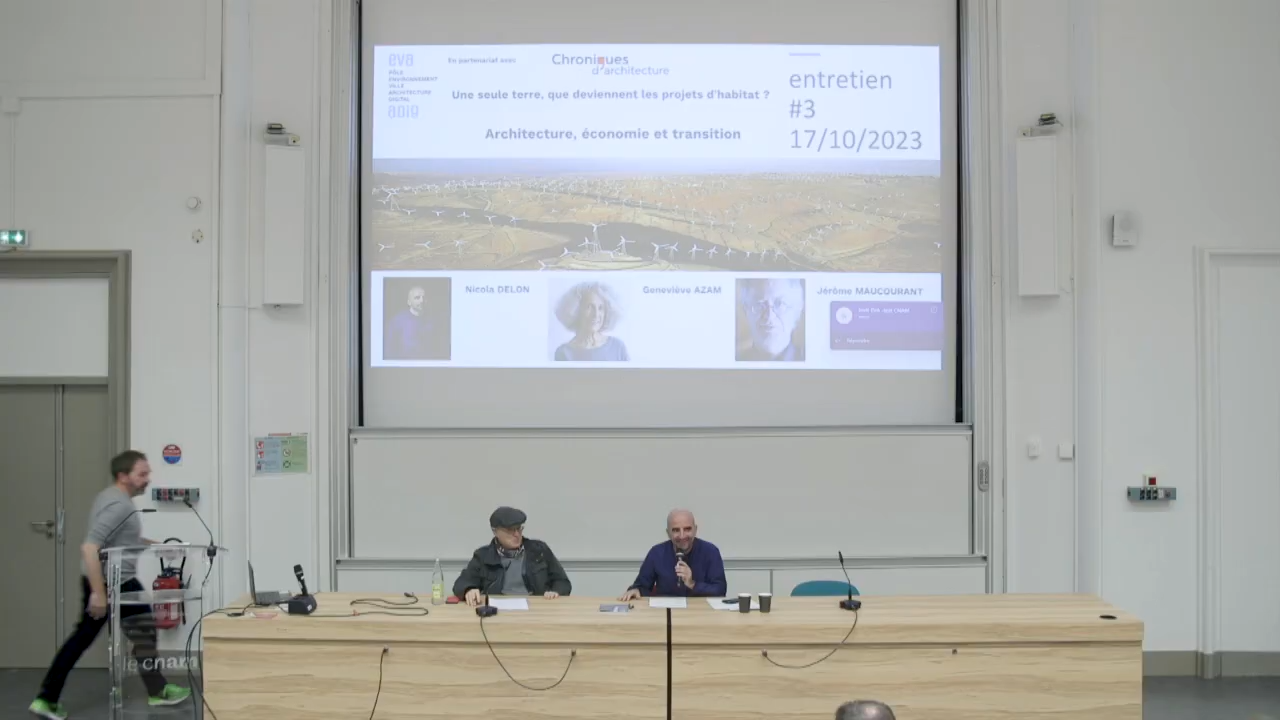 eva
PÔLE
ENVIRONNEMENT
VILLE
ARCHITECTURE
DIGITAL
adig
En partenariat avec
Chroniques
d'architecture
Une seule terre, que deviennent les projets d'habitat ?
Architecture, économie et transition
entretien
#3
17/10/2023
Nicola DELON
Geneviève AZAM
Jérôme MAUCOURANT
le cnam